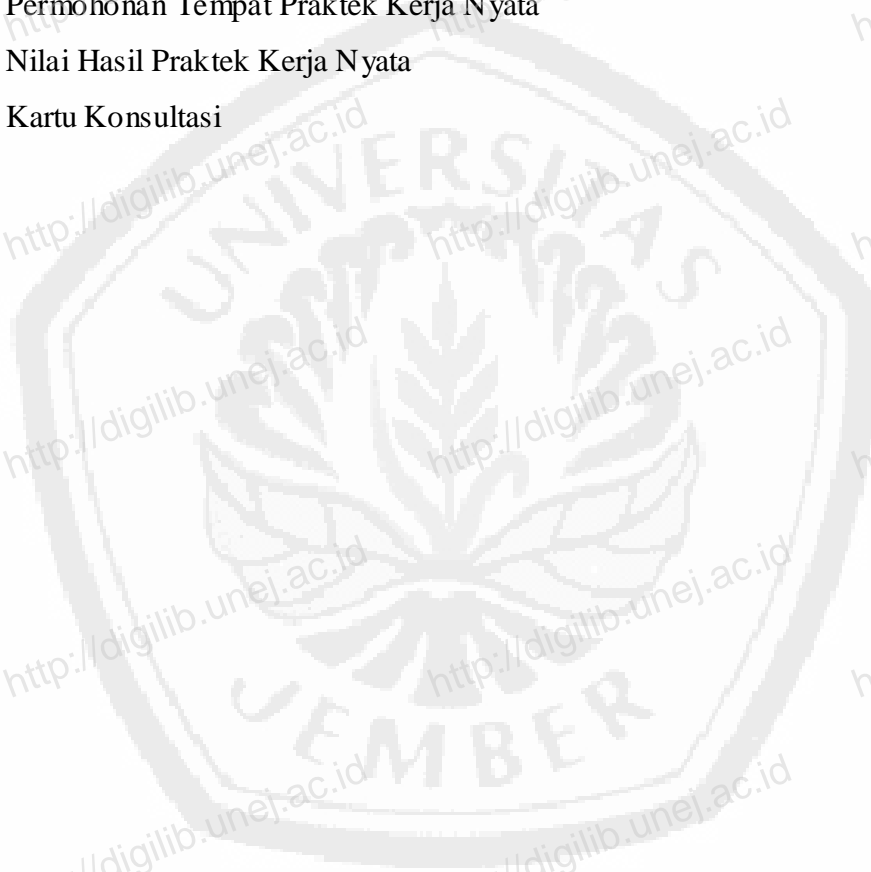 Permohonan Tempat Praktek Kerja Nyata
Nilai Hasil Praktek Kerja Nyata
Kartu Konsultasi
UNIVERSITAS
JEMBER
http://digilib.unej.ac.id
http://digilib.unej.ac.id
http://digilib.unej.ac.id
http://digilib.unej.ac.id
http://digilib.unej.ac.id
http://digilib.unej.ac.id
//digilib.unej.ac.id
//digilib.unej.ac.id